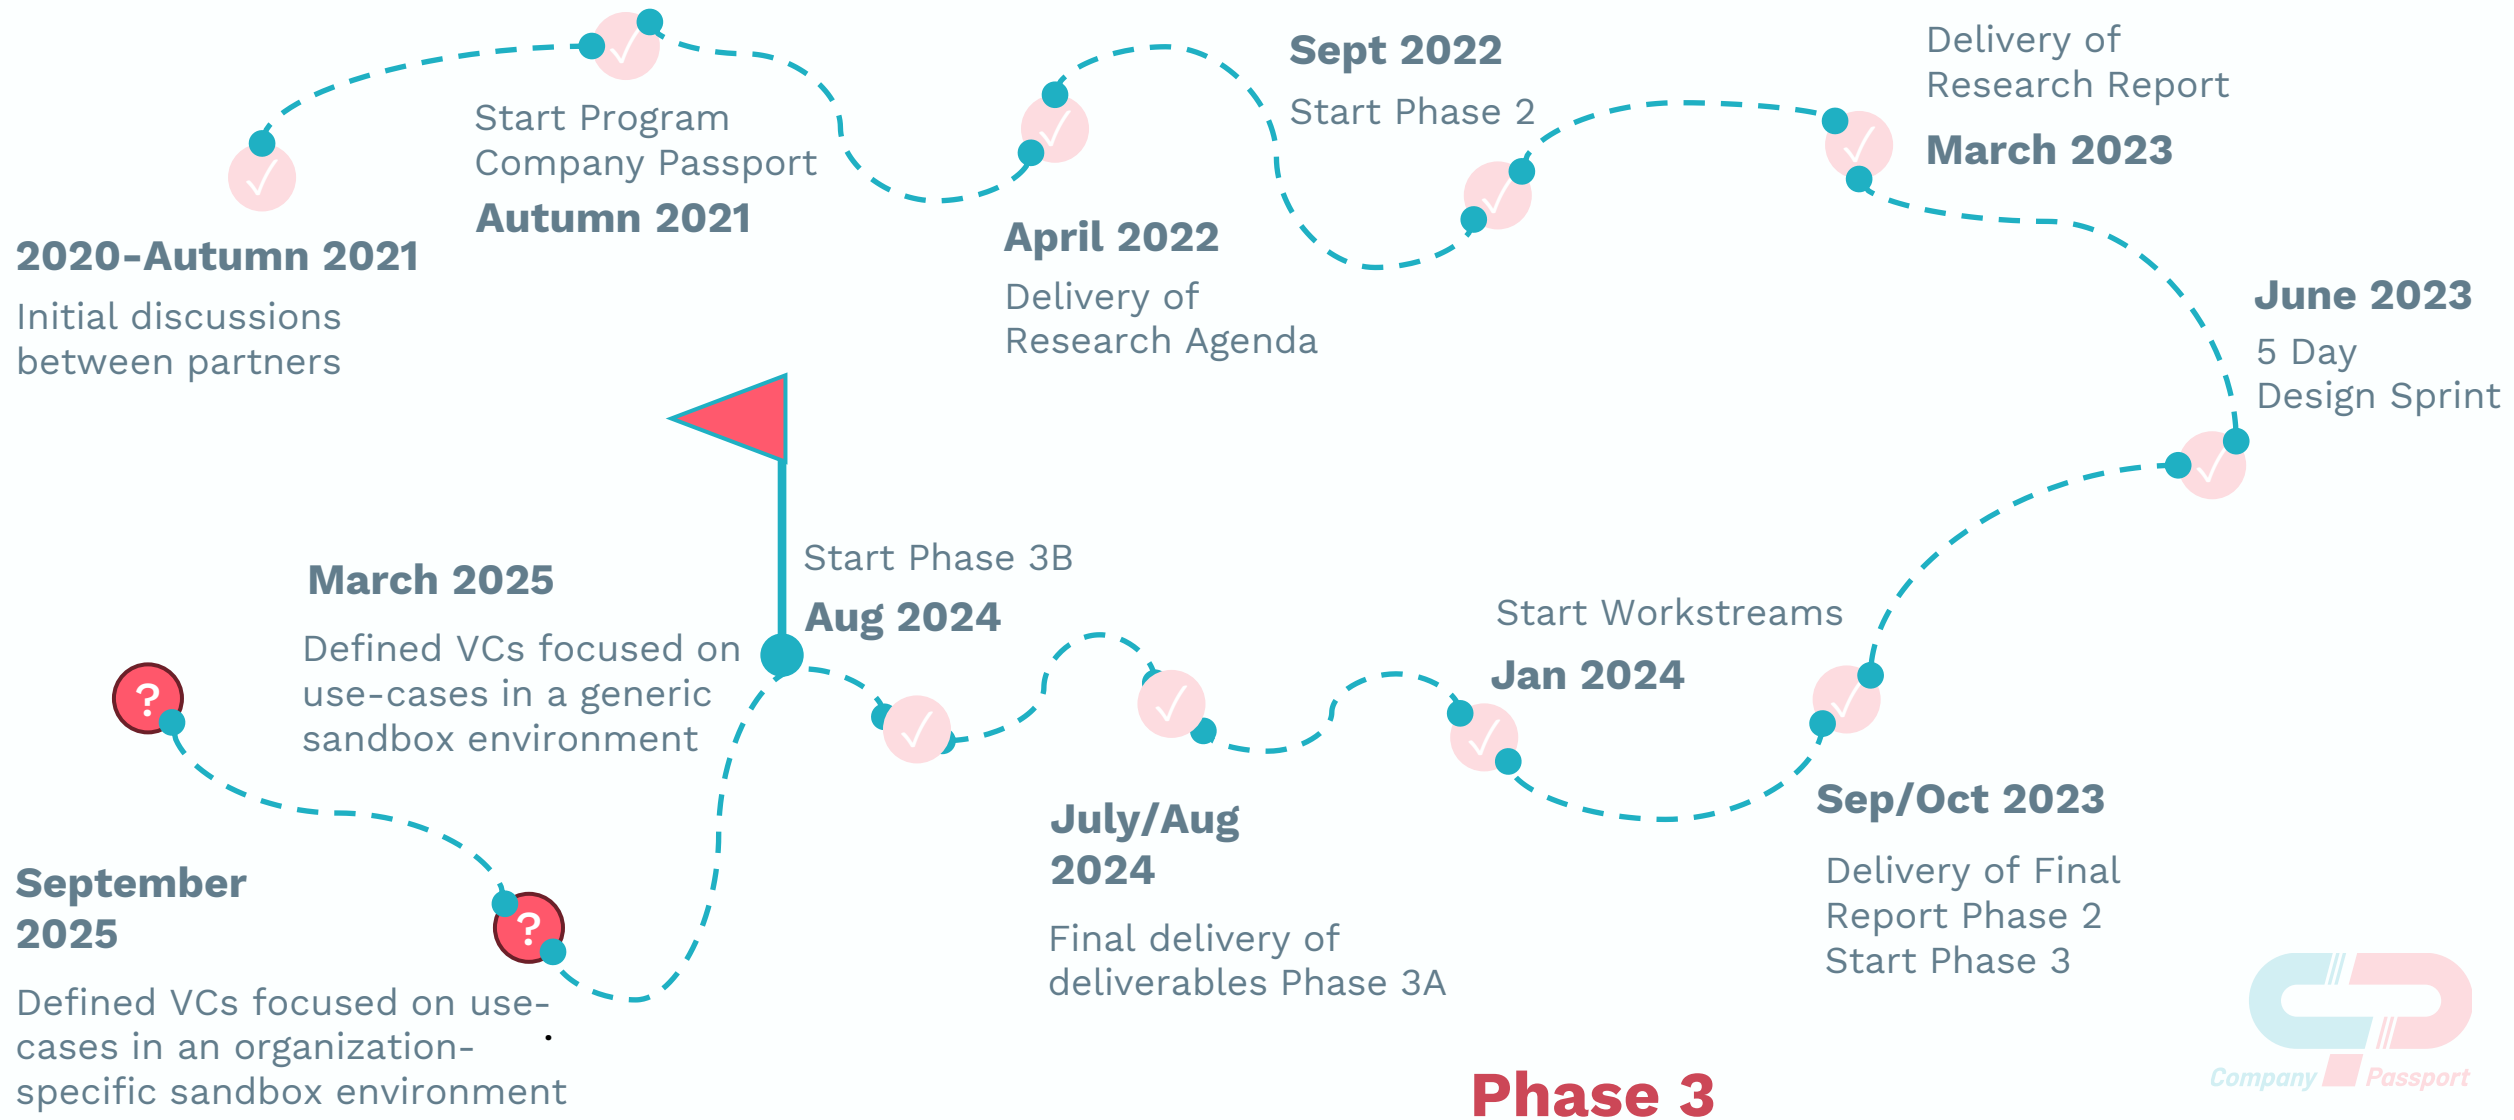 2020-Autumn 2021
Initial discussions
between partners
Start Program
Company Passport
Autumn 2021
April 2022
Delivery of
Research Agenda
Sept 2022
Start Phase 2
Delivery of
Research Report
March 2023
June 2023
5 Day
Design Sprint
Sep/Oct 2023
Delivery of Final
Report Phase 2
Start Phase 3
Start Workstreams
Jan 2024
July/Aug
2024
Final delivery of
deliverables Phase 3A
Start Phase 3B
Aug 2024
March 2025
Defined VCs focused on
use-cases in a generic
sandbox environment
?
?
September
2025
Defined VCs focused on use-
cases in an organization-
specific sandbox environment
.
Phase 3
Company Passport